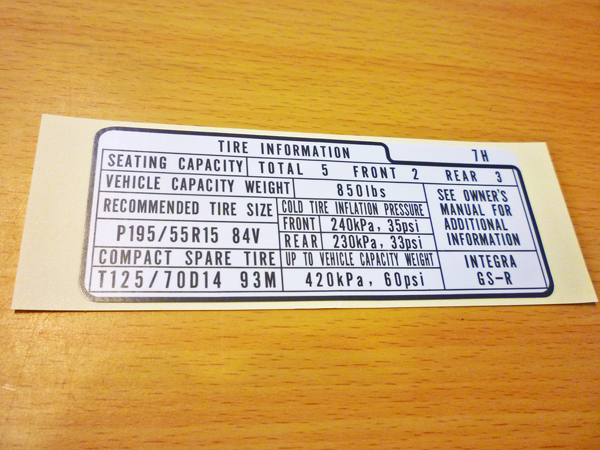 TIRE INFORMATION 7H
SEATING CAPACITY TOTAL 5 FRONT 2 REAR 3
VEHICLE CAPACITY WEIGHT 850lbs
RECOMMENDED TIRE SIZE
P195/55R15 84V
COLD TIRE INFLATION PRESSURE
FRONT 240kPa, 35psi
REAR 230kPa, 33psi
COMPACT SPARE TIRE
T125/70D14 93M
UP TO VEHICLE CAPACITY WEIGHT
420kPa, 60psi
SEE OWNER'S
MANUAL FOR
ADDITIONAL
INFORMATION
INTEGRA
GS-R